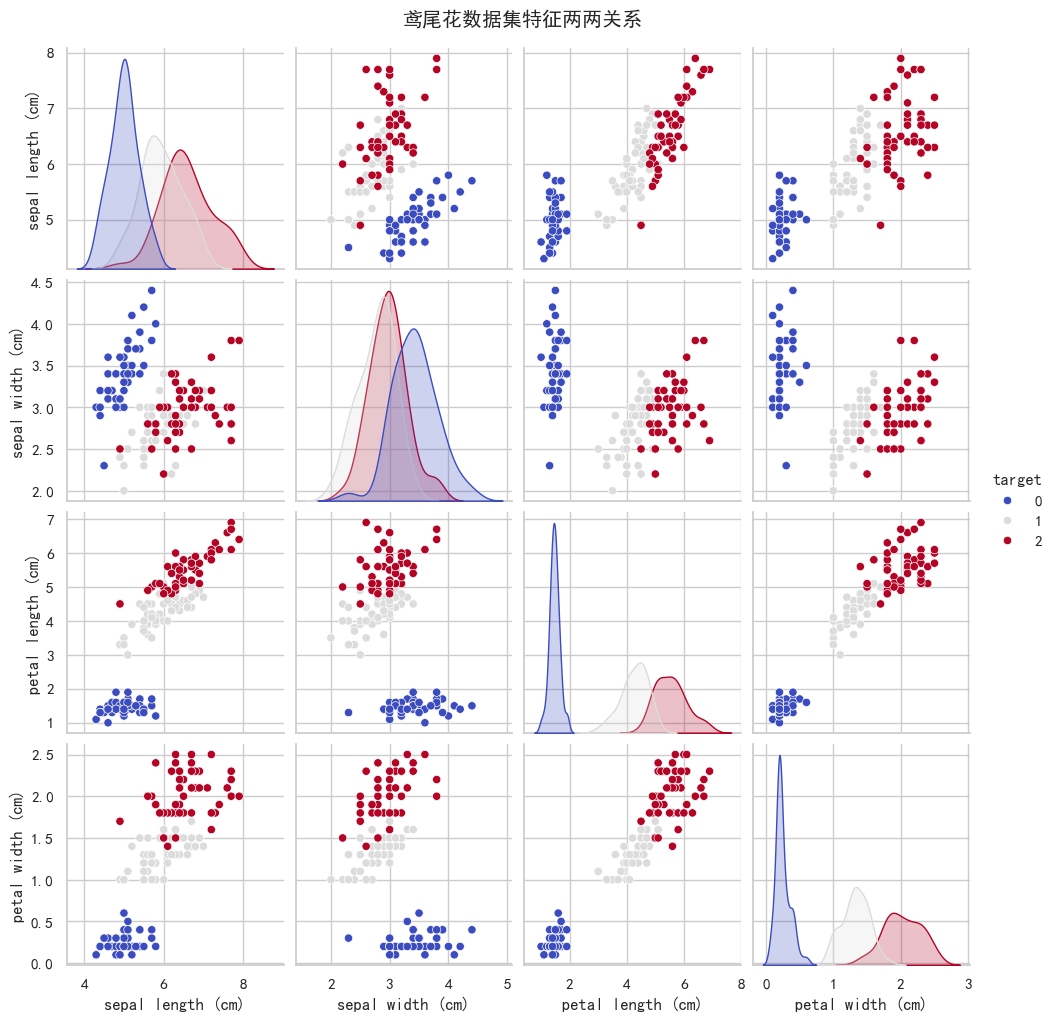 鸢尾花数据集特征两两关系
sepal length (cm)
8
7
6
5
sepal width (cm)
4.5
4.0
3.5
3.0
2.5
2.0
target
0
1
2
petal length (cm)
7
6
5
4
3
2
1
petal width (cm)
2.5
2.0
1.5
1.0
0.5
0.0
4 6 8
2 3 4 5
2 4 6 8
0 1 2 3
sepal length (cm)
sepal width (cm)
petal length (cm)
petal width (cm)